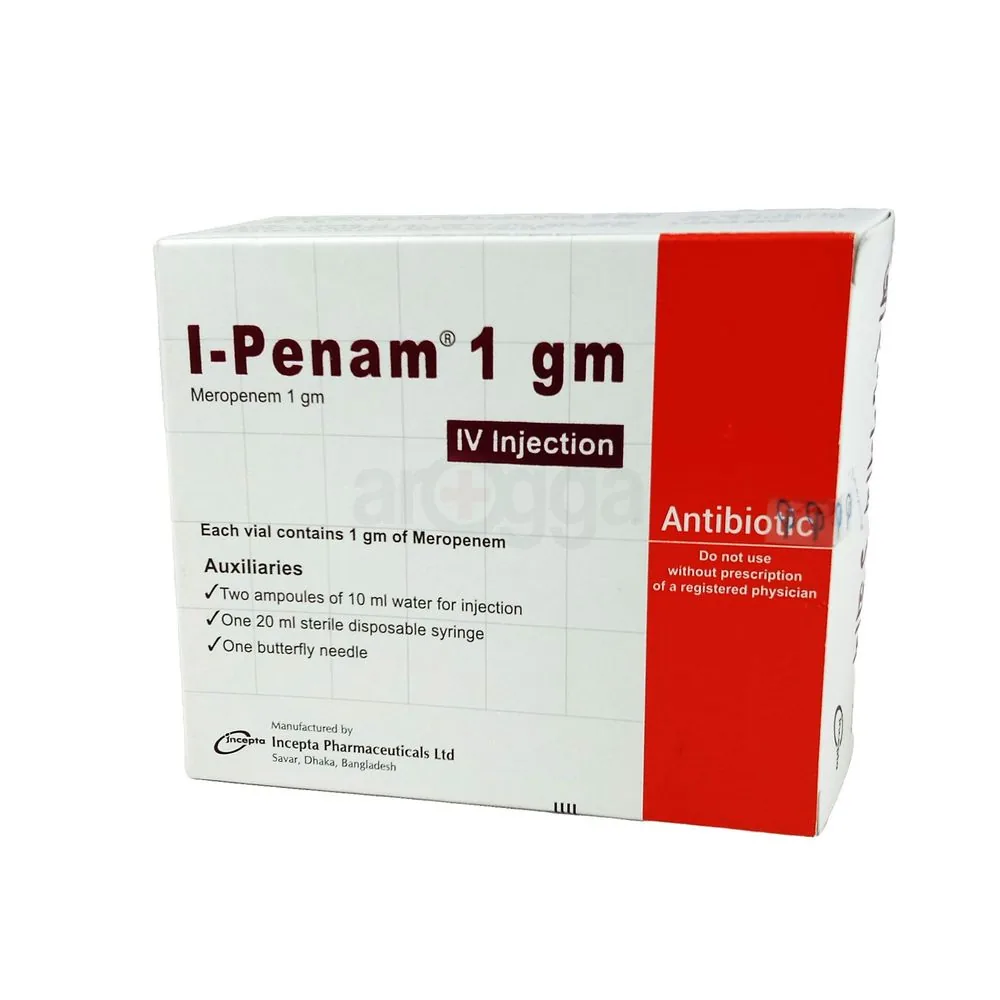 I-Penam® 1 gm
Meropenem 1 gm
IV Injection
arogga
Each vial contains 1 gm of Meropenem
Auxiliaries
✓Two ampoules of 10 ml water for injection
✓One 20 ml sterile disposable syringe
✓One butterfly needle
Manufactured by
incepta
Incepta Pharmaceuticals Ltd
Savar, Dhaka, Bangladesh
Antibiotic
Do not use
without prescription
of a registered physician